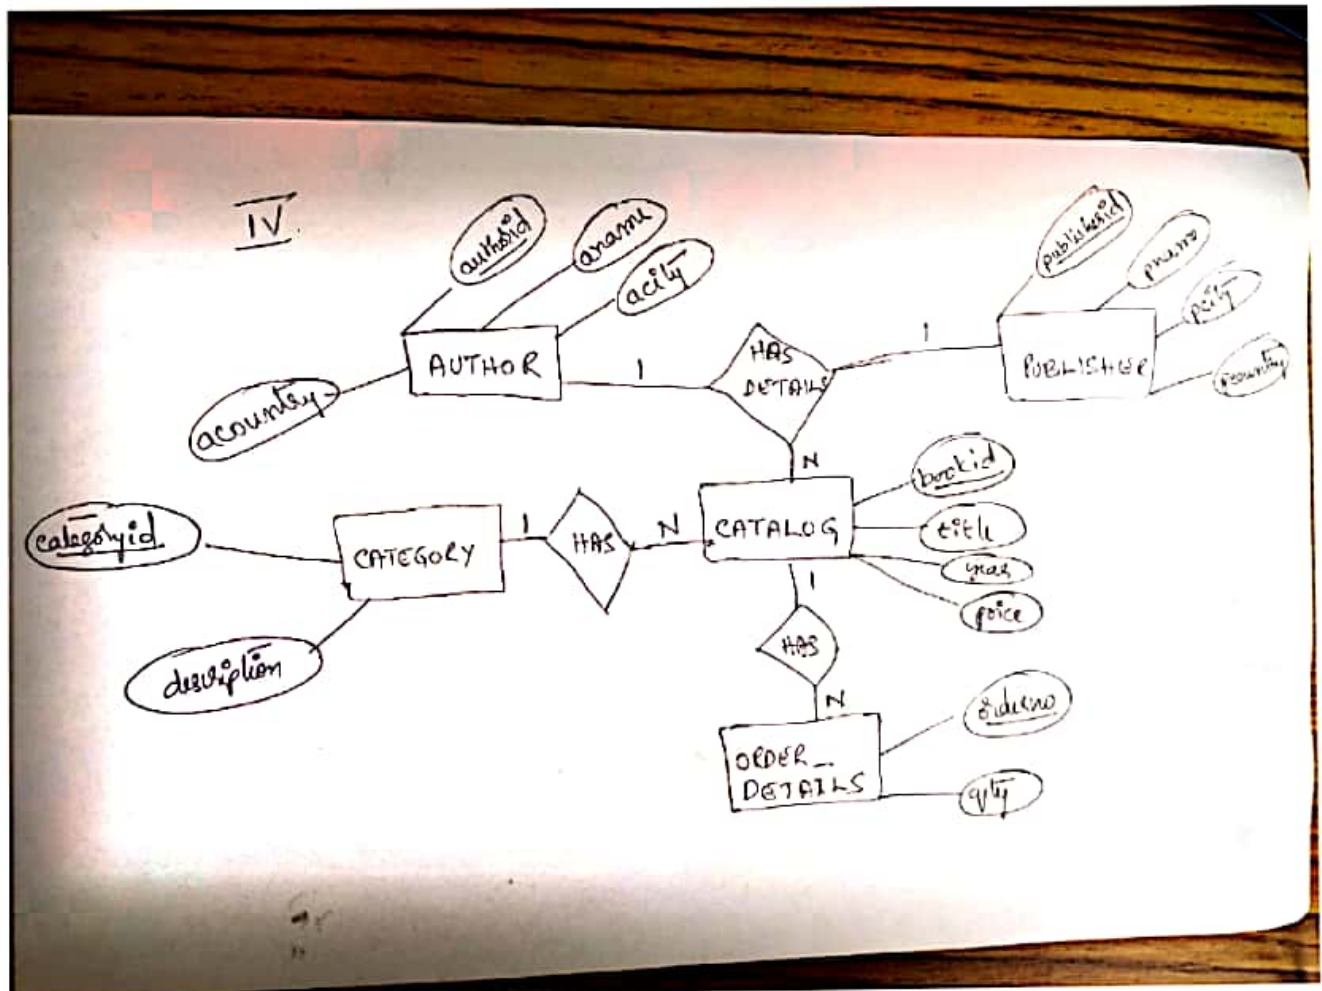 IV
authorid
aname
acity
acountry
AUTHOR
1
HAS
DETAILS
1
publisherid
pname
pcity
pcountry
PUBLISHER
N
bookid
title
year
price
CATALOG
categoryid
description
CATEGORY
1
HAS
N
1
HAS
N
ORDER_
DETAILS
orderno
qty